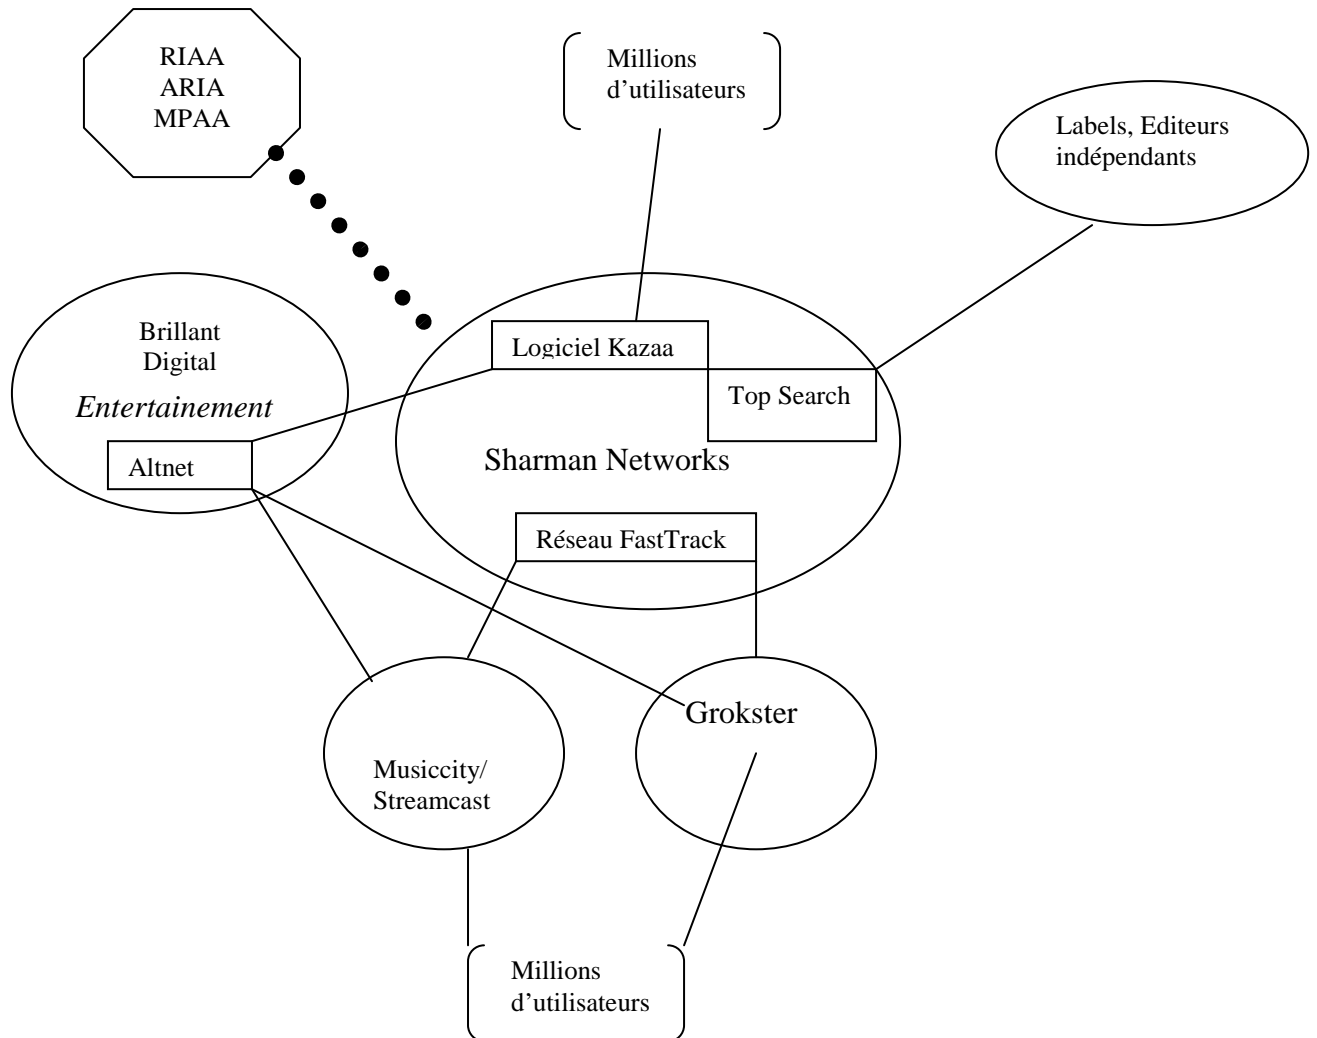 RIAA
ARIA
MPAA
Millions
d’utilisateurs
Labels, Editeurs
indépendants
Brillant
Digital
Entertainement
Altnet
Logiciel Kazaa
Top Search
Sharman Networks
Réseau FastTrack
Musiccity/
Streamcast
Grokster
Millions
d’utilisateurs